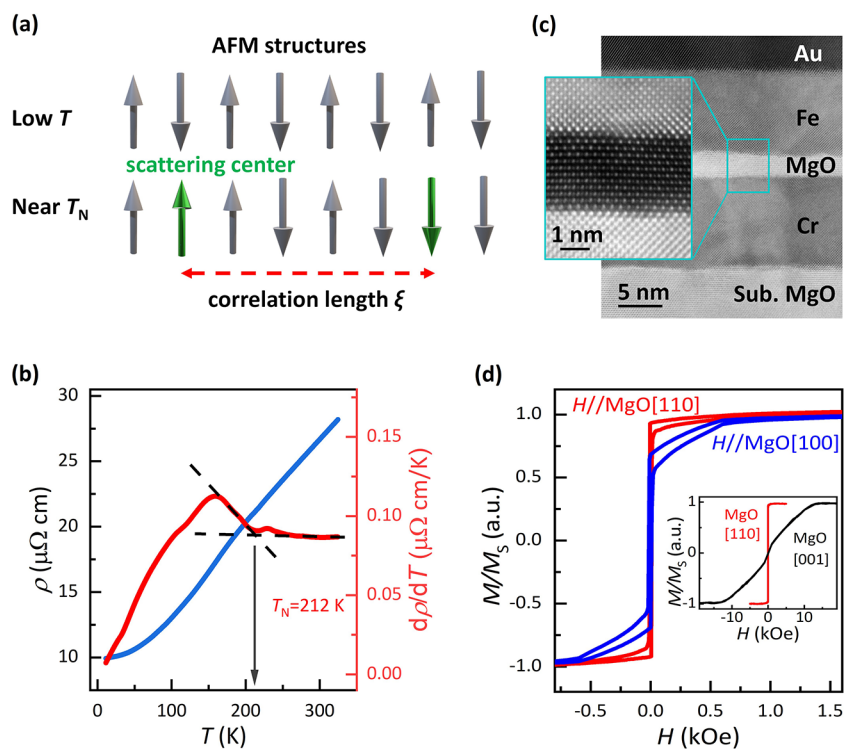 (a)
AFM structures
Low T
scattering center
Near TN
correlation length ξ
(c)
Au
Fe
MgO
Cr
1 nm
5 nm
Sub. MgO
(b)
30
25
20
15
10
ρ (μΩ cm)
0.15
0.10
0.05
0.00
dρ/dT (μΩ cm/K)
TN=212 K
0
100
200
300
T (K)
(d)
H//MgO[110]
H//MgO[100]
1.0
0.5
0.0
-0.5
-1.0
M/MS (a.u.)
-0.5
0.0
0.5
1.0
1.5
H (kOe)
MgO
[110]
MgO
[001]
1
0
-1
M/MS (a.u.)
-10
0
10
H (kOe)